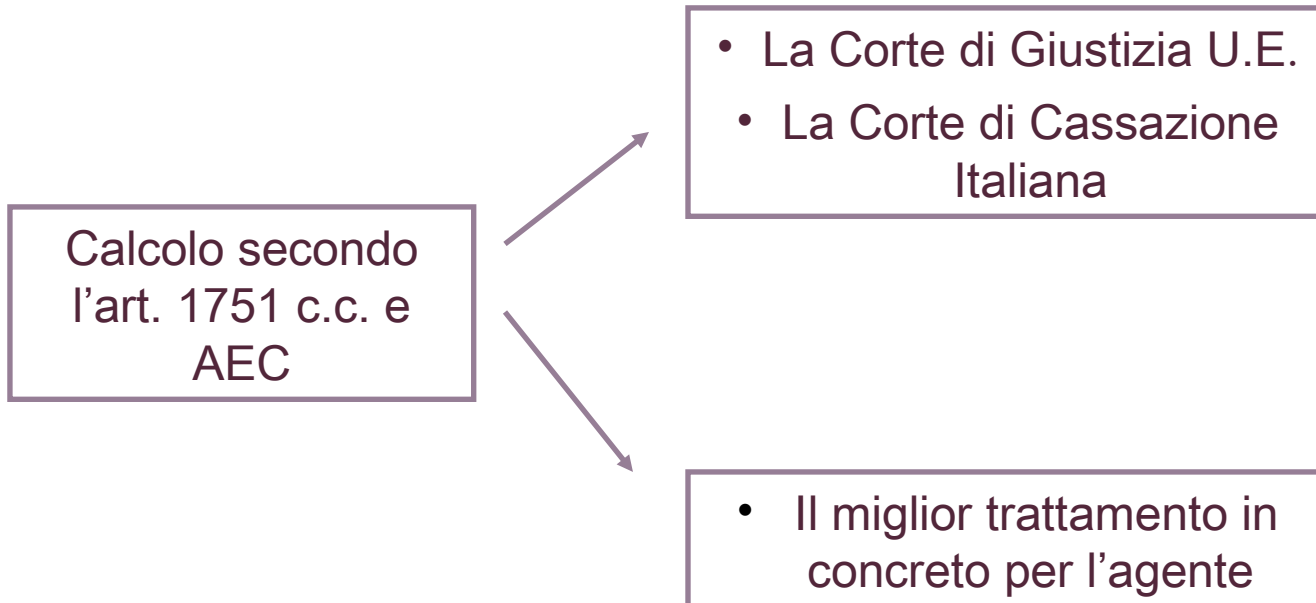 • La Corte di Giustizia U.E.
• La Corte di Cassazione
Italiana
Calcolo secondo
l’art. 1751 c.c. e
AEC
• Il miglior trattamento in
concreto per l’agente